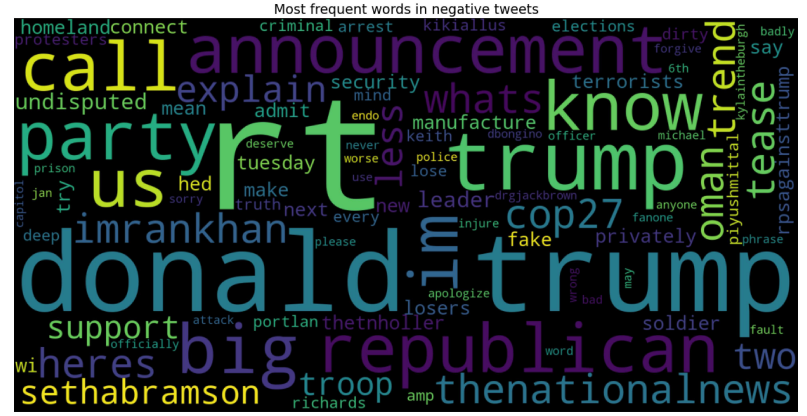 Most frequent words in negative tweets
homeland connect criminal arrest kikiallus elections dirty badly
protesters announcement forgive say
call explain security terrorists 6th kylaintheburgh
undisputed mean admit mind whats know trend tease
party rt endo less manufacture trump oman piyushmittal rpsagainsttrump
deserve never keith dbongino officer michael
prison tuesday worse police lose
capitol jan try us hed make use leader drgjackbrown anyone
sorry truth next every new cop27 fanone
deep imrankhan please im injure fake privately phrase
donald trump
apologize wrong bad may
support attack portlan thetnholler losers soldier fault
wi heres officially big republican word two
sethabramson troop richards amp thenationalnews